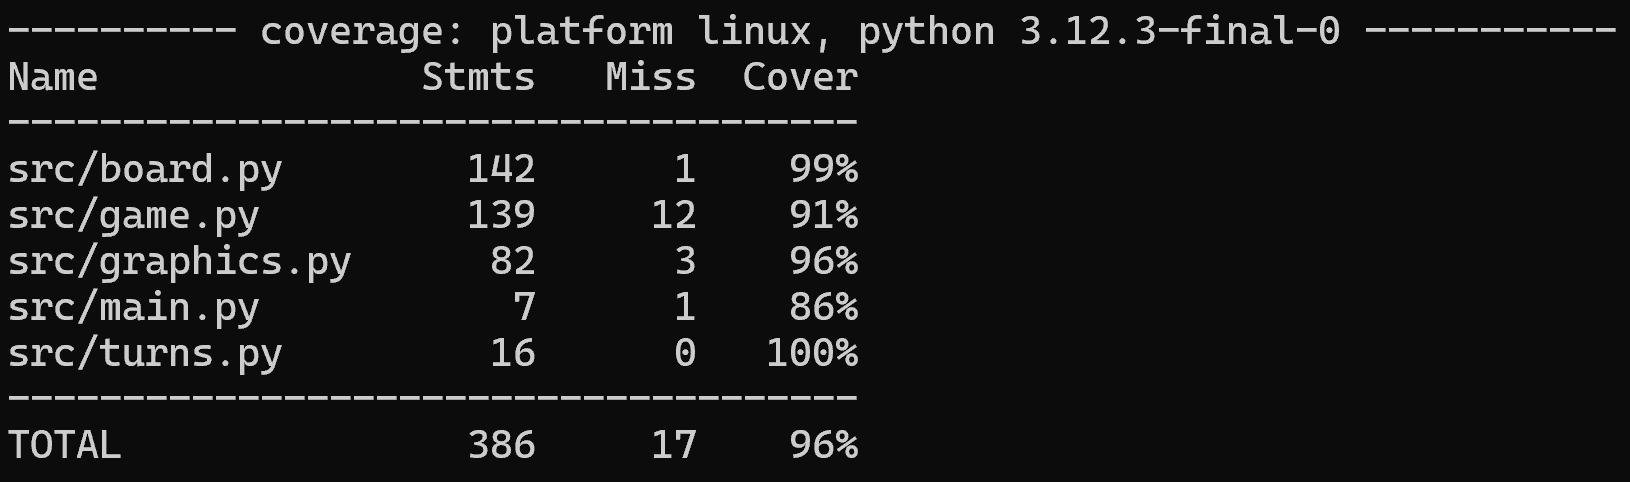 ---------- coverage: platform linux, python 3.12.3-final-0 -----------
Name              Stmts   Miss  Cover
-------------------------------------
src/board.py        142      1    99%
src/game.py         139     12    91%
src/graphics.py      82      3    96%
src/main.py           7      1    86%
src/turns.py         16      0   100%
-------------------------------------
TOTAL               386     17    96%